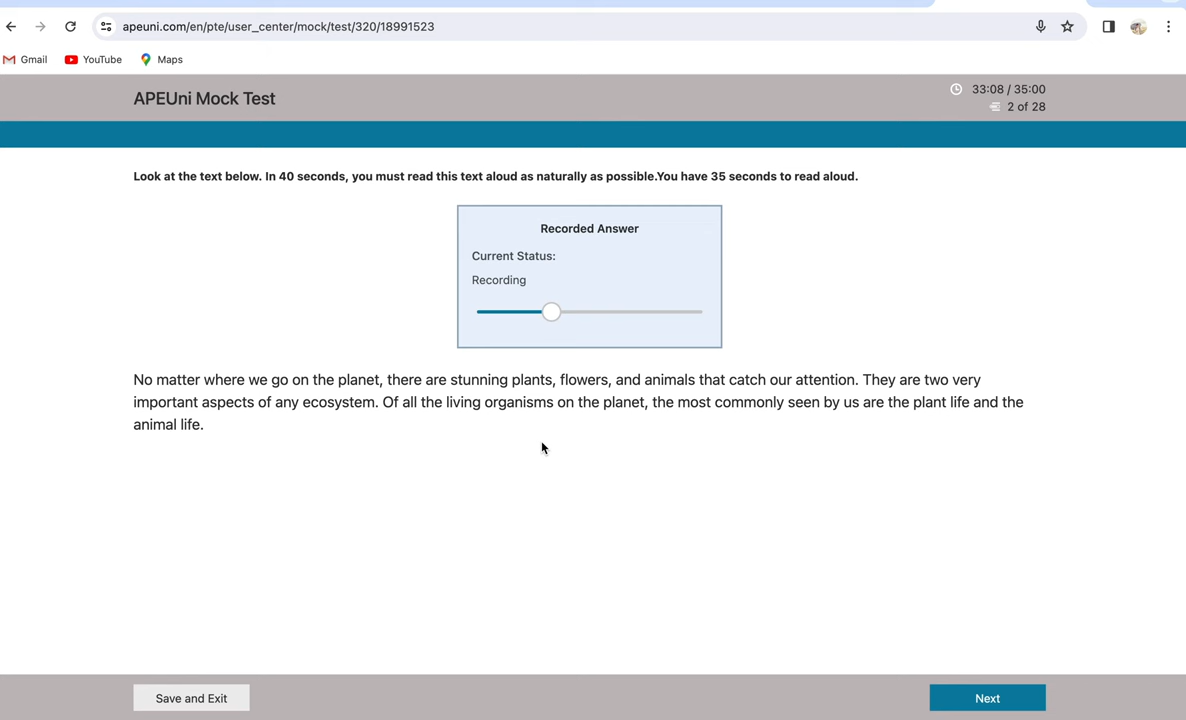 apeuni.com/en/pte/user_center/mock/test/320/18991523
Gmail YouTube Maps
APEUni Mock Test
33:08 / 35:00
2 of 28
Look at the text below. In 40 seconds, you must read this text aloud as naturally as possible.You have 35 seconds to read aloud.
Recorded Answer
Current Status:
Recording
No matter where we go on the planet, there are stunning plants, flowers, and animals that catch our attention. They are two very
important aspects of any ecosystem. Of all the living organisms on the planet, the most commonly seen by us are the plant life and the
animal life.
Save and Exit
Next